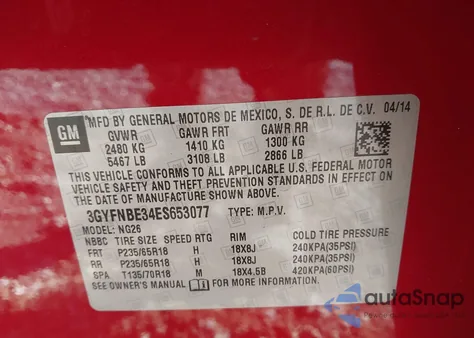 GM
MFD BY GENERAL MOTORS DE MEXICO, S. DE R.L. DE C.V. 04/14
GVWR GAWR FRT GAWR RR
2480 KG 1410 KG 1300 KG
5467 LB 3108 LB 2866 LB
THIS VEHICLE CONFORMS TO ALL APPLICABLE U.S. FEDERAL MOTOR
VEHICLE SAFETY AND THEFT PREVENTION STANDARDS IN EFFECT ON
THE DATE OF MANUFACTURE SHOWN ABOVE.
3GYFNBE34ES653077 TYPE: M.P.V.
MODEL: NG26
NBBC TIRE SIZE SPEED RTG RIM COLD TIRE PRESSURE
FRT P235/65R18 H 18X8J 240KPA(35PSI)
RR P235/65R18 H 18X8J 240KPA(35PSI)
SPA T135/70R18 M 18X4.5B 420KPA(60PSI)
SEE OWNER'S MANUAL FOR MORE INFORMATION.
autaSnap